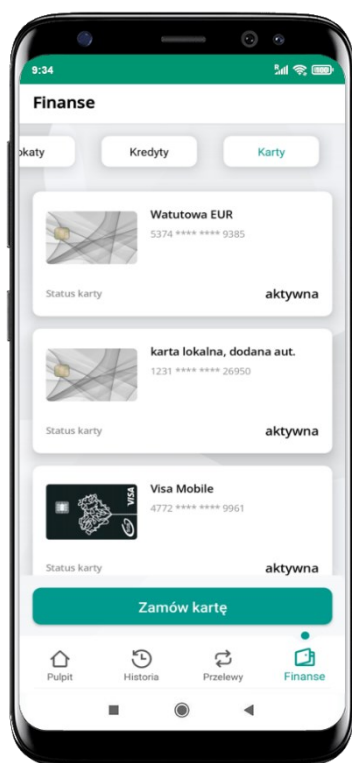 9:34
Finanse
okaty Kredyty Karty
Watutowa EUR
5374 **** **** 9385
Status karty aktywna
karta lokalna, dodana aut.
1231 **** **** 26950
Status karty aktywna
VISA
Visa Mobile
4772 **** **** 9961
Status karty aktywna
Zamów kartę
Pulpit Historia Przelewy Finanse